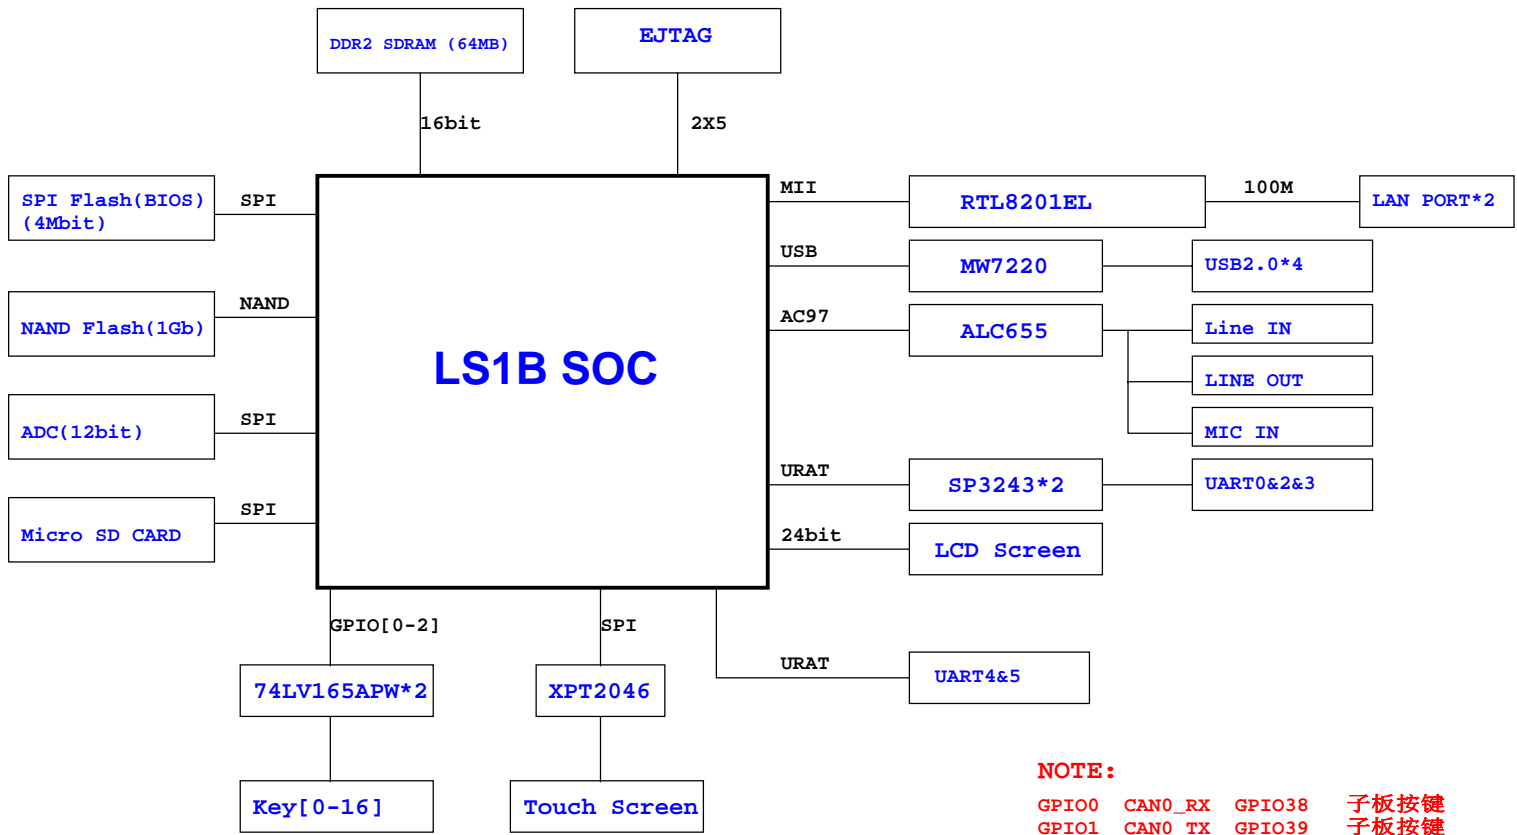 DDR2 SDRAM (64MB)
EJTAG
16bit
2X5
SPI Flash(BIOS)
(4Mbit)
SPI
MII
RTL8201EL
100M
LAN PORT*2
USB
MW7220
USB2.0*4
NAND Flash(1Gb)
NAND
AC97
ALC655
Line IN
LINE OUT
MIC IN
LS1B SOC
ADC(12bit)
SPI
URAT
SP3243*2
UART0&2&3
Micro SD CARD
SPI
24bit
LCD Screen
GPIO[0-2]
SPI
URAT
UART4&5
74LV165APW*2
XPT2046
Key[0-16]
Touch Screen
NOTE:
GPIO0 CAN0_RX GPIO38 子板按键
GPIO1 CAN0_TX GPIO39 子板按键